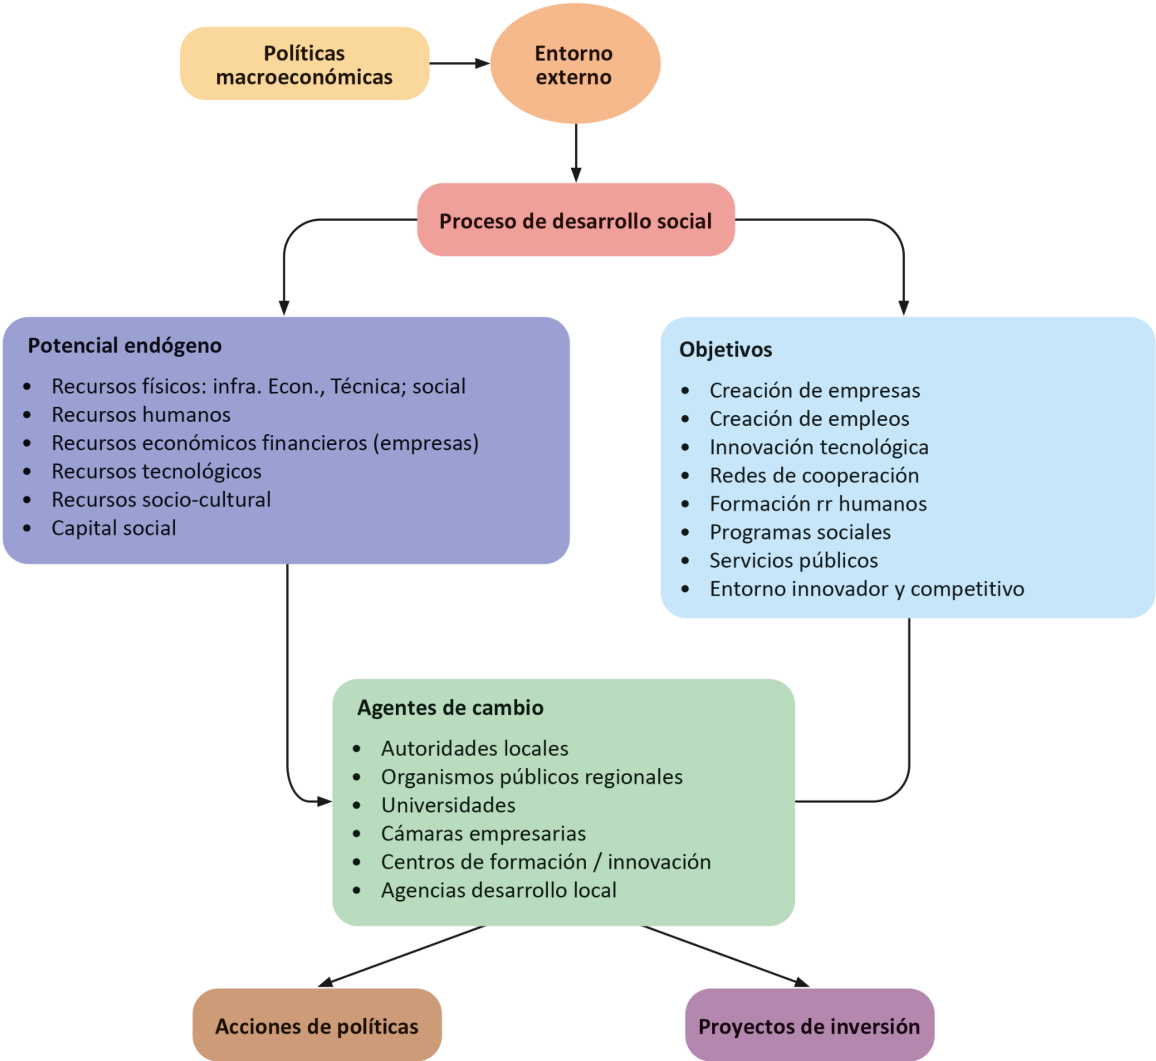 Políticas
macroeconómicas
Entorno
externo
Proceso de desarrollo social
Potencial endógeno
• Recursos físicos: infra. Econ., Técnica; social
• Recursos humanos
• Recursos económicos financieros (empresas)
• Recursos tecnológicos
• Recursos socio-cultural
• Capital social
Objetivos
• Creación de empresas
• Creación de empleos
• Innovación tecnológica
• Redes de cooperación
• Formación rr humanos
• Programas sociales
• Servicios públicos
• Entorno innovador y competitivo
Agentes de cambio
• Autoridades locales
• Organismos públicos regionales
• Universidades
• Cámaras empresarias
• Centros de formación / innovación
• Agencias desarrollo local
Acciones de políticas
Proyectos de inversión